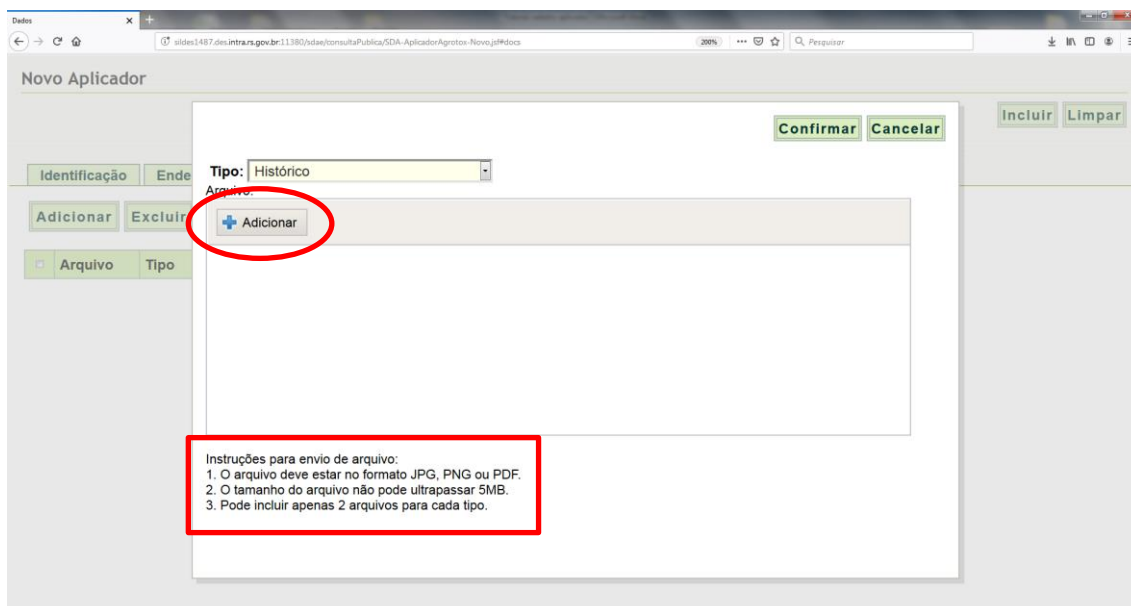 Dados
sildes1487.des.intra.rs.gov.br:11380/sdae/consultaPublica/SDA-AplicadorAgrotos-Novo.jsf#docs
200%
Pesquisar
Novo Aplicador
Incluir Limpar
Confirmar Cancelar
Tipo: Histórico
Identificação Ende
Arquivo:
Adicionar Excluir
Adicionar
Arquivo Tipo
Instruções para envio de arquivo:
1. O arquivo deve estar no formato JPG, PNG ou PDF.
2. O tamanho do arquivo não pode ultrapassar 5MB.
3. Pode incluir apenas 2 arquivos para cada tipo.